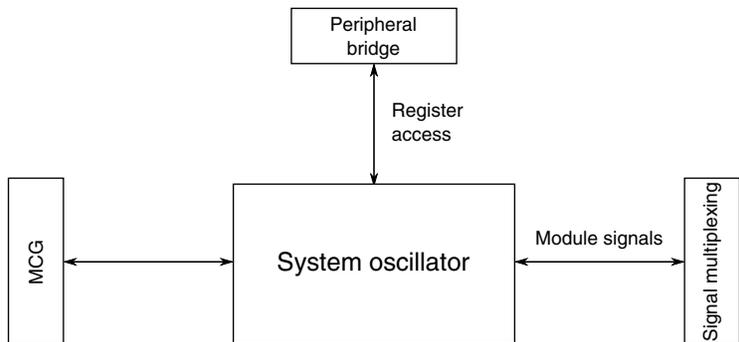 Peripheral
bridge
Register
access
MCG
System oscillator
Module signals
Signal multiplexing